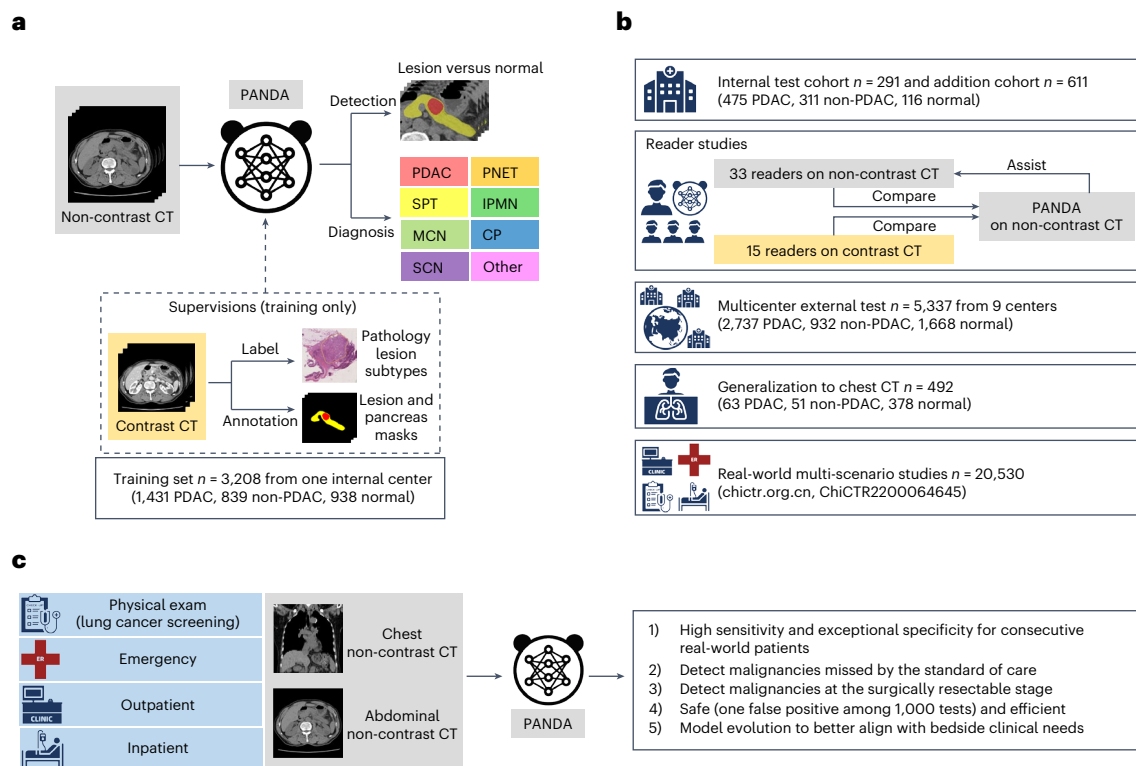 a
PANDA
Non-contrast CT
Detection
Diagnosis
Lesion versus normal
PDAC
PNET
SPT
IPMN
MCN
CP
SCN
Other
Supervisions (training only)
Contrast CT
Label
Annotation
Pathology
lesion
subtypes
Lesion and
pancreas
masks
Training set n = 3,208 from one internal center
(1,431 PDAC, 839 non-PDAC, 938 normal)
b
Internal test cohort n = 291 and addition cohort n = 611
(475 PDAC, 311 non-PDAC, 116 normal)
Reader studies
33 readers on non-contrast CT
Assist
Compare
PANDA
on non-contrast CT
Compare
15 readers on contrast CT
Multicenter external test n = 5,337 from 9 centers
(2,737 PDAC, 932 non-PDAC, 1,668 normal)
Generalization to chest CT n = 492
(63 PDAC, 51 non-PDAC, 378 normal)
CLINIC
ER
Real-world multi-scenario studies n = 20,530
(chictr.org.cn, ChiCTR2200064645)
c
Physical exam
(lung cancer screening)
ER
Emergency
CLINIC
Outpatient
Inpatient
Chest
non-contrast CT
Abdominal
non-contrast CT
PANDA
1) High sensitivity and exceptional specificity for consecutive
real-world patients
2) Detect malignancies missed by the standard of care
3) Detect malignancies at the surgically resectable stage
4) Safe (one false positive among 1,000 tests) and efficient
5) Model evolution to better align with bedside clinical needs